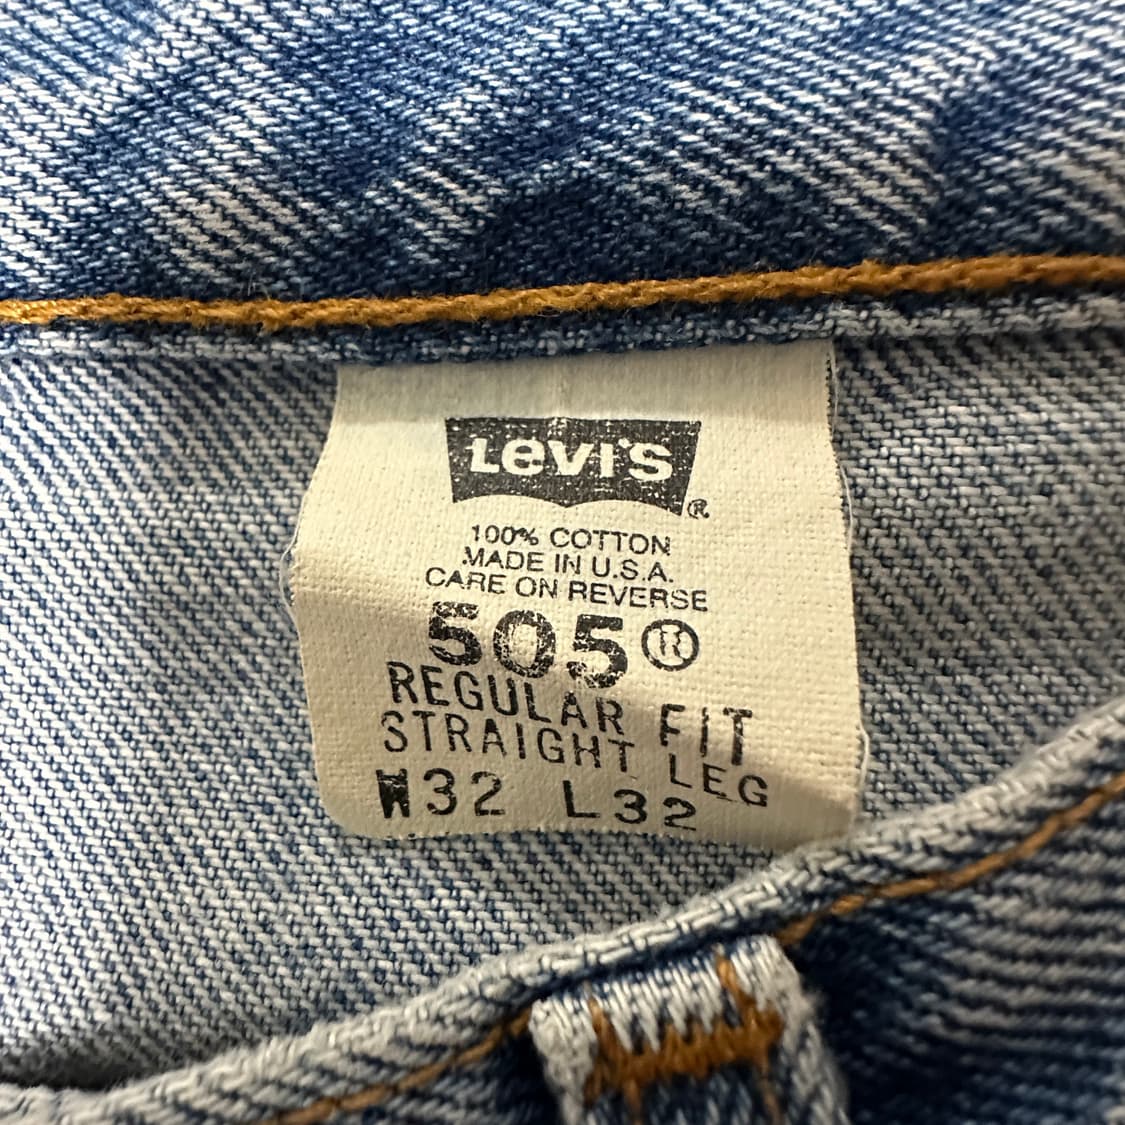 Levi's®
100% COTTON
MADE IN U.S.A.
CARE ON REVERSE
505®
REGULAR FIT
STRAIGHT LEG
W32 L32